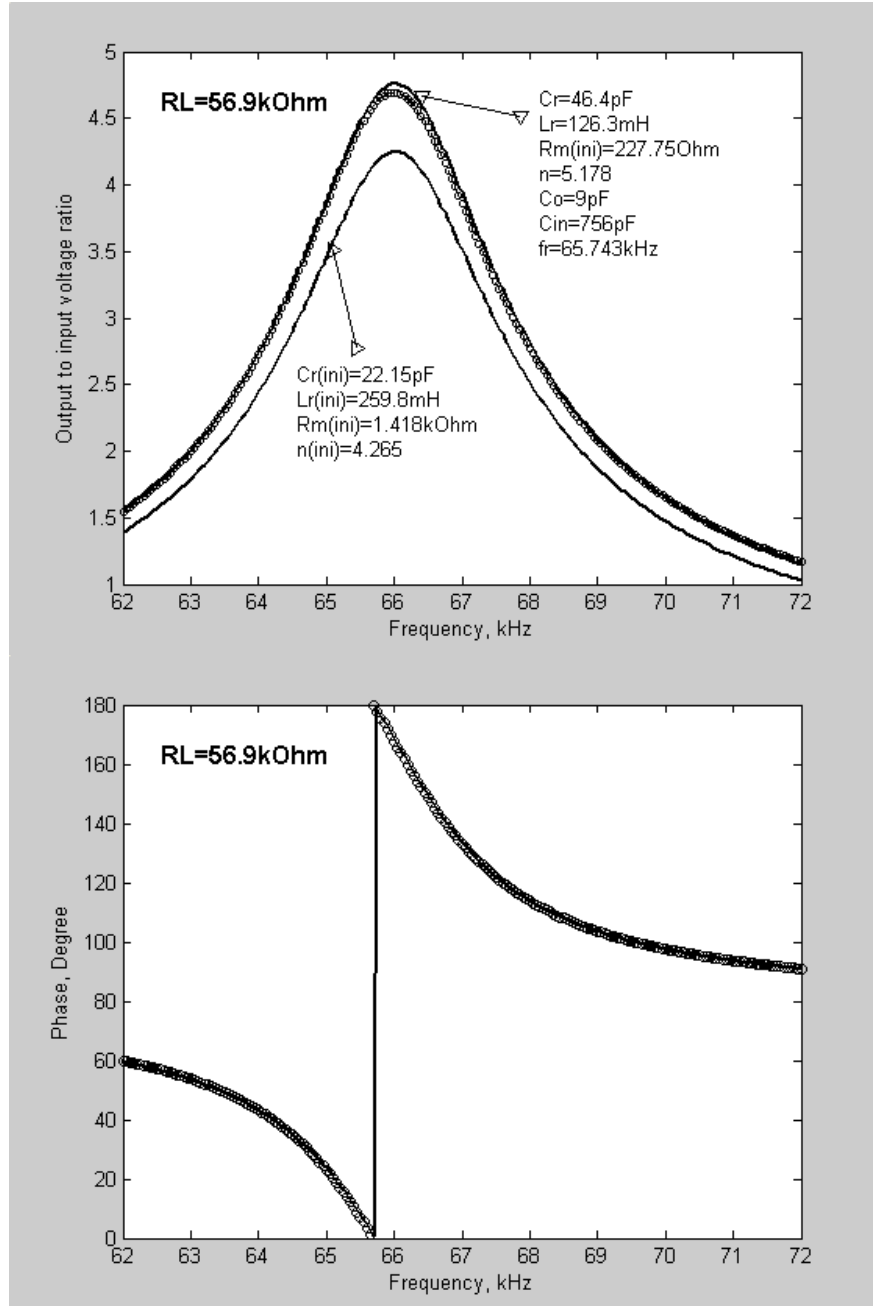 RL=56.9kOhm
Cr=46.4pF
Lr=126.3mH
Rm(ini)=227.75Ohm
n=5.178
Co=9pF
Cin=756pF
fr=65.743kHz
Cr(ini)=22.15pF
Lr(ini)=259.8mH
Rm(ini)=1.418kOhm
n(ini)=4.265
Output to input voltage ratio
5
4.5
4
3.5
3
2.5
2
1.5
1
62 63 64 65 66 67 68 69 70 71 72
Frequency, kHz
RL=56.9kOhm
Phase, Degree
180
160
140
120
100
80
60
40
20
0
62 63 64 65 66 67 68 69 70 71 72
Frequency, kHz